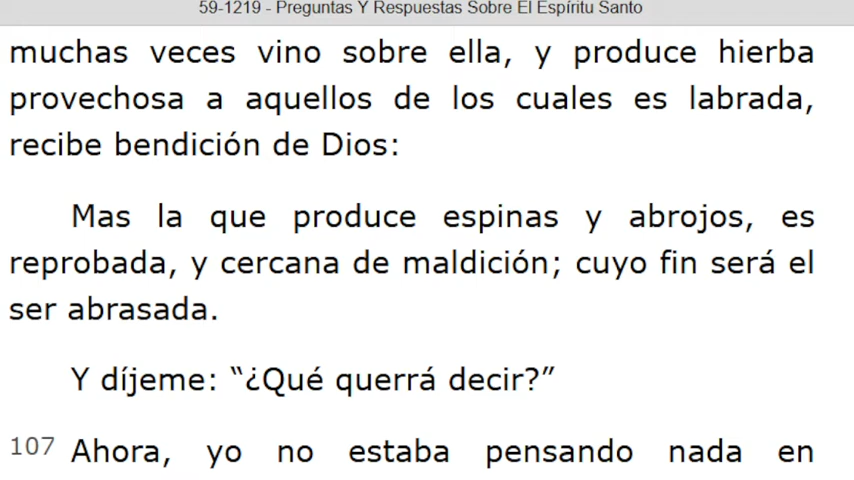 59-1219 - Preguntas Y Respuestas Sobre El Espíritu Santo
muchas veces vino sobre ella, y produce hierba
provechosa a aquellos de los cuales es labrada,
recibe bendición de Dios:
Mas la que produce espinas y abrojos, es
reprobada, y cercana de maldición; cuyo fin será el
ser abrasada.
Y díjeme: “¿Qué querrá decir?”
107 Ahora, yo no estaba pensando nada en